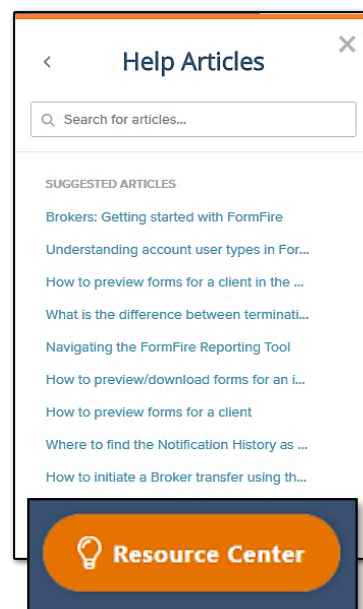 Help Articles
Search for articles...
SUGGESTED ARTICLES
Brokers: Getting started with FormFire
Understanding account user types in For...
How to preview forms for a client in the ...
What is the difference between terminati...
Navigating the FormFire Reporting Tool
How to preview/download forms for an i...
How to preview forms for a client
Where to find the Notification History as ...
How to initiate a Broker transfer using th...
Resource Center